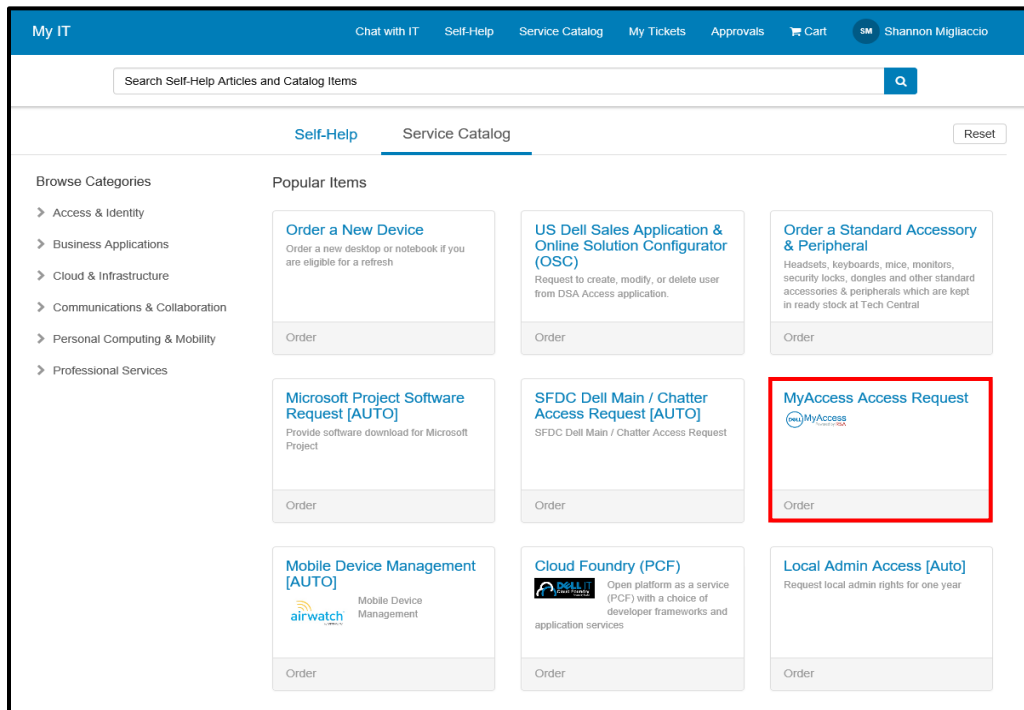 My IT
Chat with IT
Self-Help
Service Catalog
My Tickets
Approvals
Cart
SM
Shannon Migliaccio
Search Self-Help Articles and Catalog Items
Self-Help
Service Catalog
Reset
Browse Categories
Access & Identity
Business Applications
Cloud & Infrastructure
Communications & Collaboration
Personal Computing & Mobility
Professional Services
Popular Items
Order a New Device
Order a new desktop or notebook if you
are eligible for a refresh
Order
US Dell Sales Application &
Online Solution Configurator
(OSC)
Request to create, modify, or delete user
from DSA Access application.
Order
Order a Standard Accessory
& Peripheral
Headsets, keyboards, mice, monitors,
security locks, dongles and other standard
accessories & peripherals which are kept
in ready stock at Tech Central
Order
Microsoft Project Software
Request [AUTO]
Provide software download for Microsoft
Project
Order
SFDC Dell Main / Chatter
Access Request [AUTO]
SFDC Dell Main / Chatter Access Request
Order
MyAccess Access Request
DELL MyAccess
Order
Mobile Device Management
[AUTO]
airwatch
Mobile Device
Management
Order
Cloud Foundry (PCF)
DELL IT
Cloud Foundry
Open platform as a service
(PCF) with a choice of
developer frameworks and
application services
Order
Local Admin Access [Auto]
Request local admin rights for one year
Order